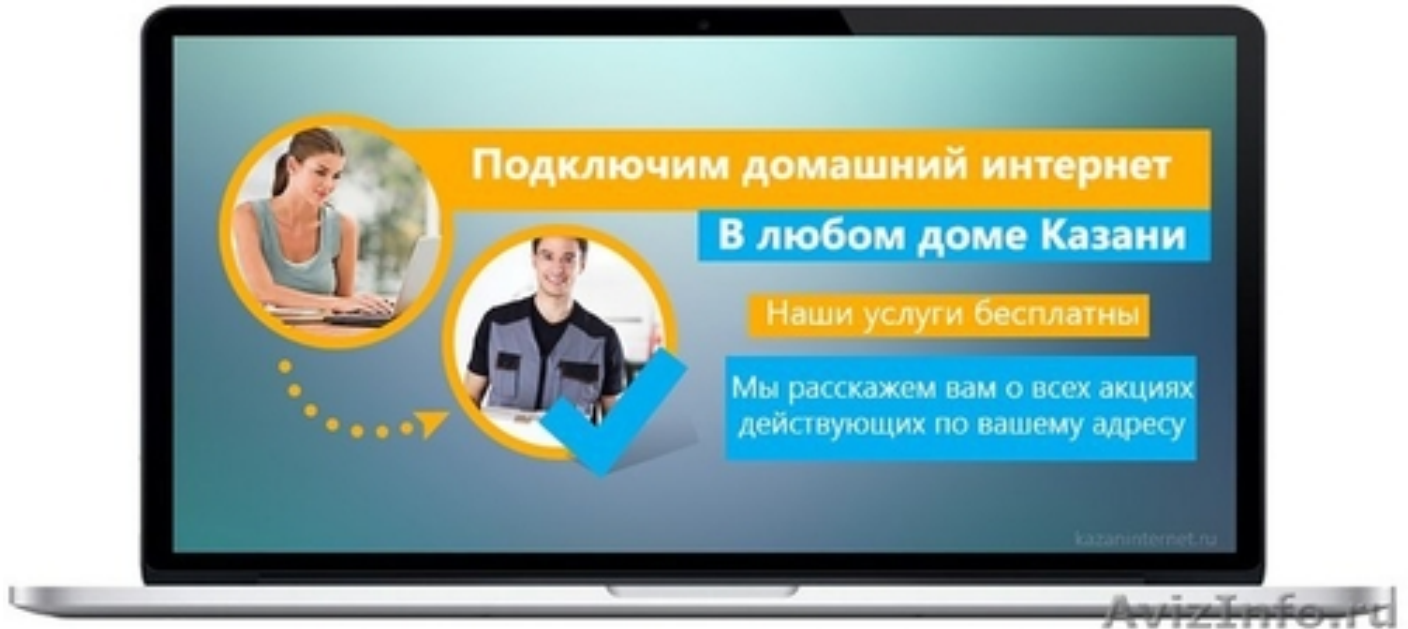 Подключим домашний интернет
В любом доме Казани
Наши услуги бесплатны
Мы расскажем вам о всех акциях
действующих по вашему адресу
kazaninternet.ru
AvizInfo.ru